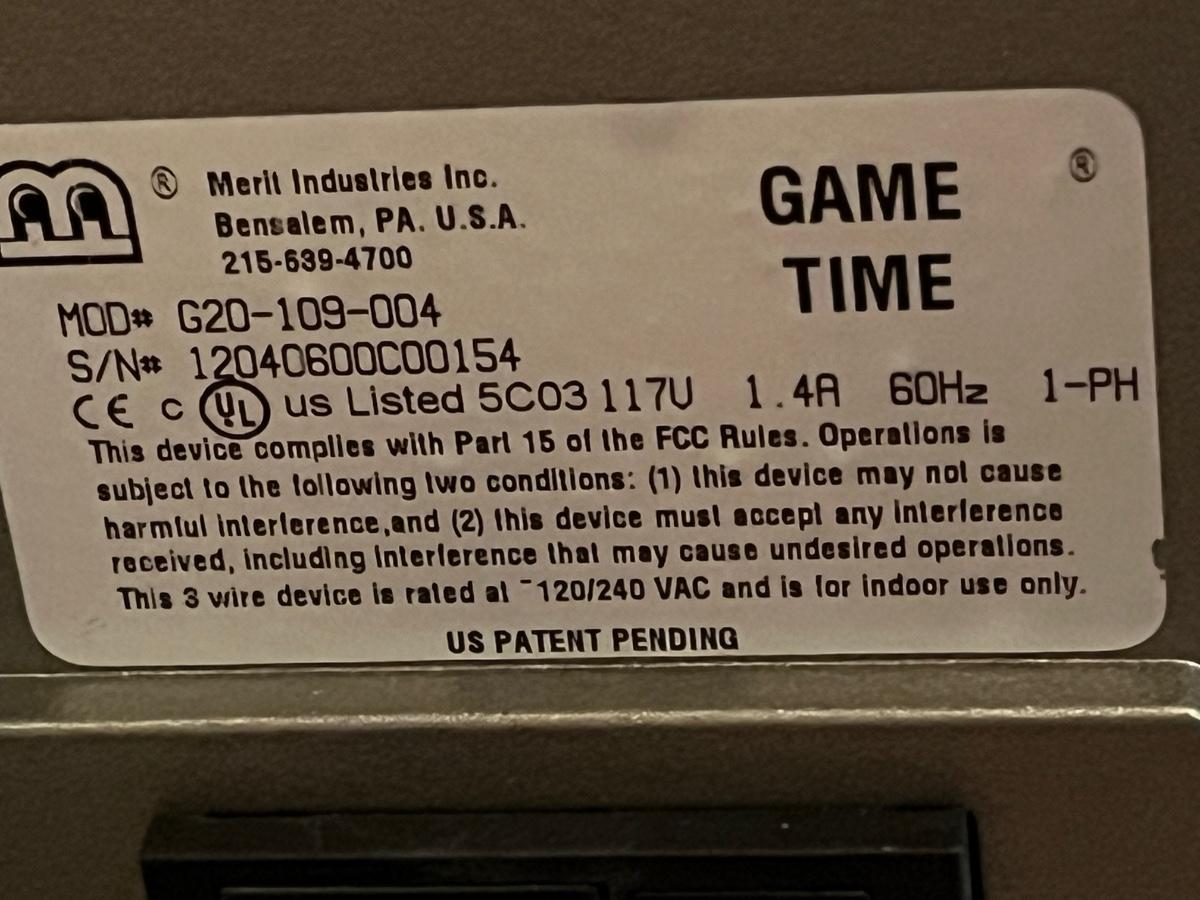 ® Merit Industries Inc.
Bensalem, PA. U.S.A.
215-639-4700
GAME ®
TIME
MOD# G20-109-004
S/N# 12040600C00154
CE c UL us Listed 5C03 117V 1.4A 60Hz 1-PH
This device complies with Part 15 of the FCC Rules. Operations is
subject to the following two conditions: (1) this device may not cause
harmful interference,and (2) this device must accept any interference
received, including interference that may cause undesired operations.
This 3 wire device is rated at ~120/240 VAC and is for indoor use only.
US PATENT PENDING